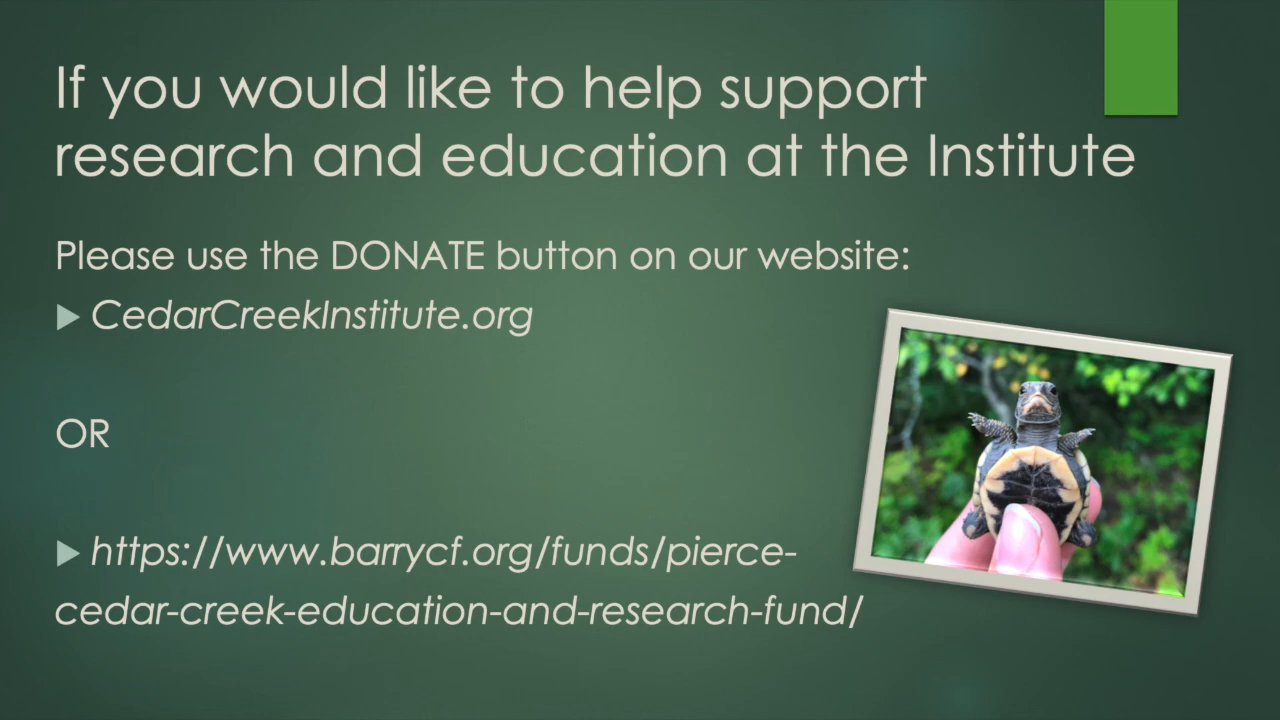 If you would like to help support
research and education at the Institute
Please use the DONATE button on our website:
CedarCreekInstitute.org
OR
https://www.barrycf.org/funds/pierce-
cedar-creek-education-and-research-fund/